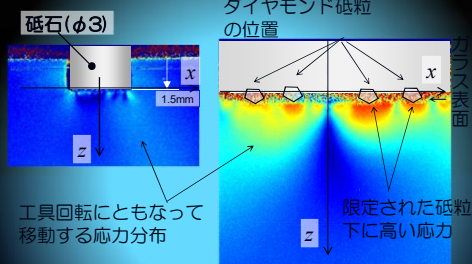 砥石(φ3)
x
1.5mm
z
工具回転にともなって
移動する応力分布
ダイヤモンド砥粒
の位置
x
ガラス表面
z
限定された砥粒
下に高い応力